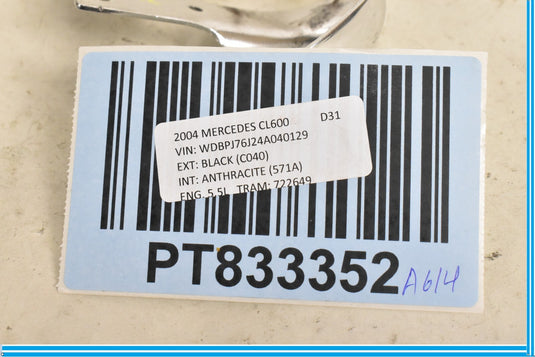 2004 MERCEDES CL600 D31
VIN: WDBPJ76J24A040129
EXT: BLACK (C040)
INT: ANTHRACITE (571A)
ENG. 5.5L TRAM: 722649
PT833352 A614